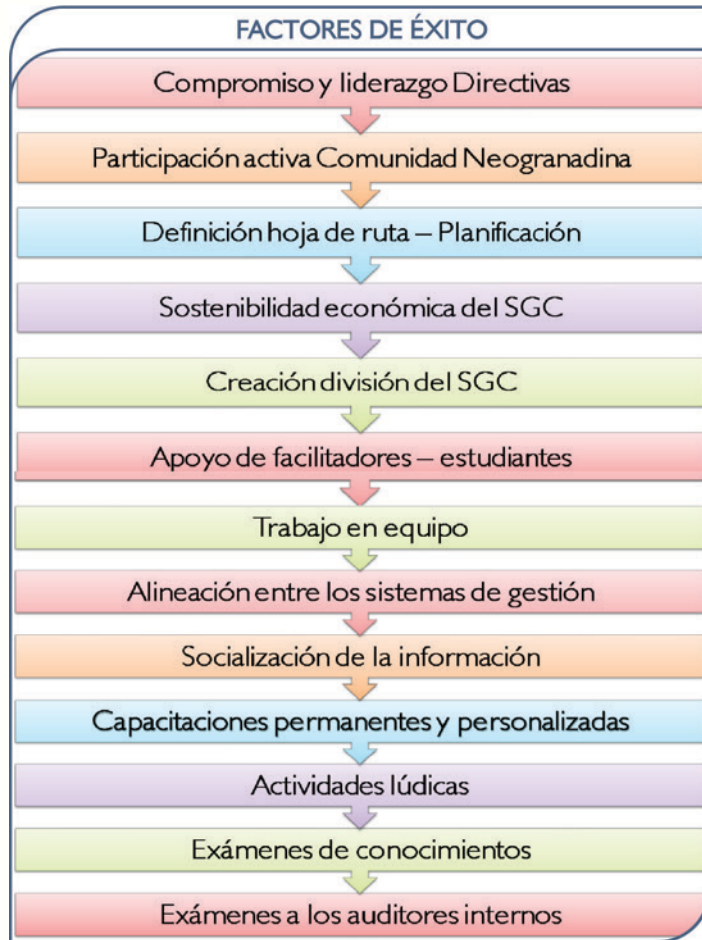 FACTORES DE ÉXITO
Compromiso y liderazgo Directivas
Participación activa Comunidad Neogranadina
Definición hoja de ruta – Planificación
Sostenibilidad económica del SGC
Creación división del SGC
Apoyo de facilitadores – estudiantes
Trabajo en equipo
Alineación entre los sistemas de gestión
Socialización de la información
Capacitaciones permanentes y personalizadas
Actividades lúdicas
Exámenes de conocimientos
Exámenes a los auditores internos